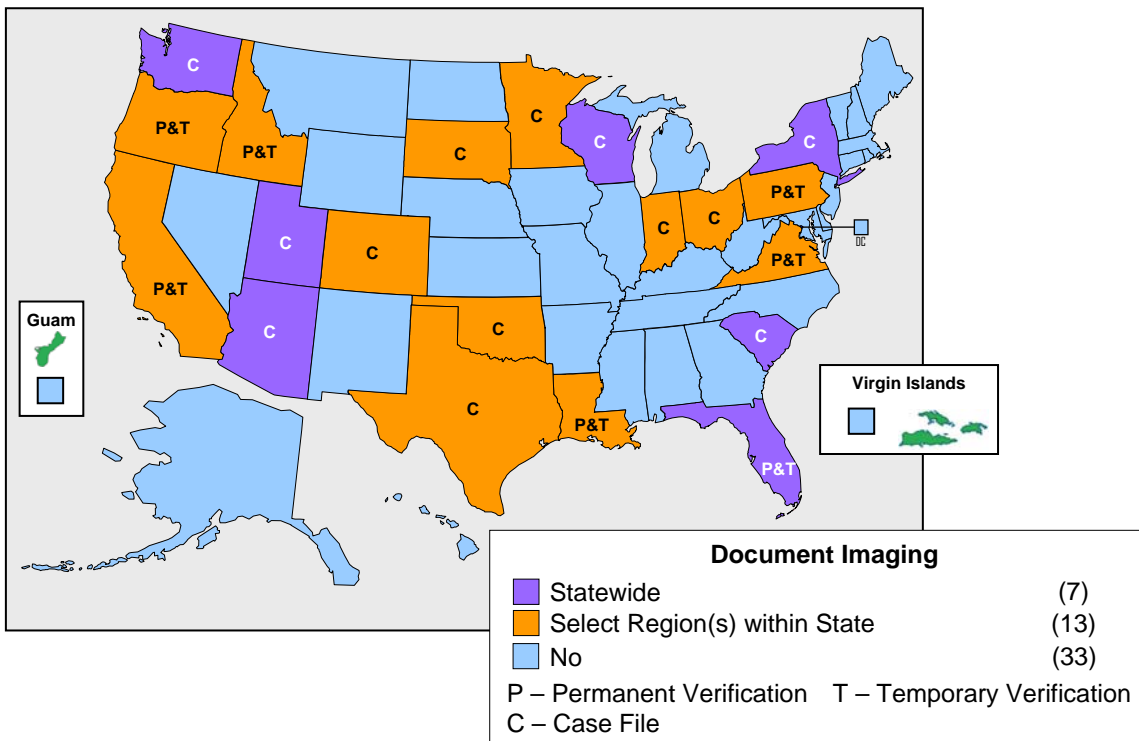 C
C
P&T
P&T
C
C
C
P&T
C
C
C
C
P&T
DC
P&T
P&T
C
C
C
C
P&T
P&T
Guam
Virgin Islands
Document Imaging
Statewide (7)
Select Region(s) within State (13)
No (33)
P – Permanent Verification T – Temporary Verification
C – Case File